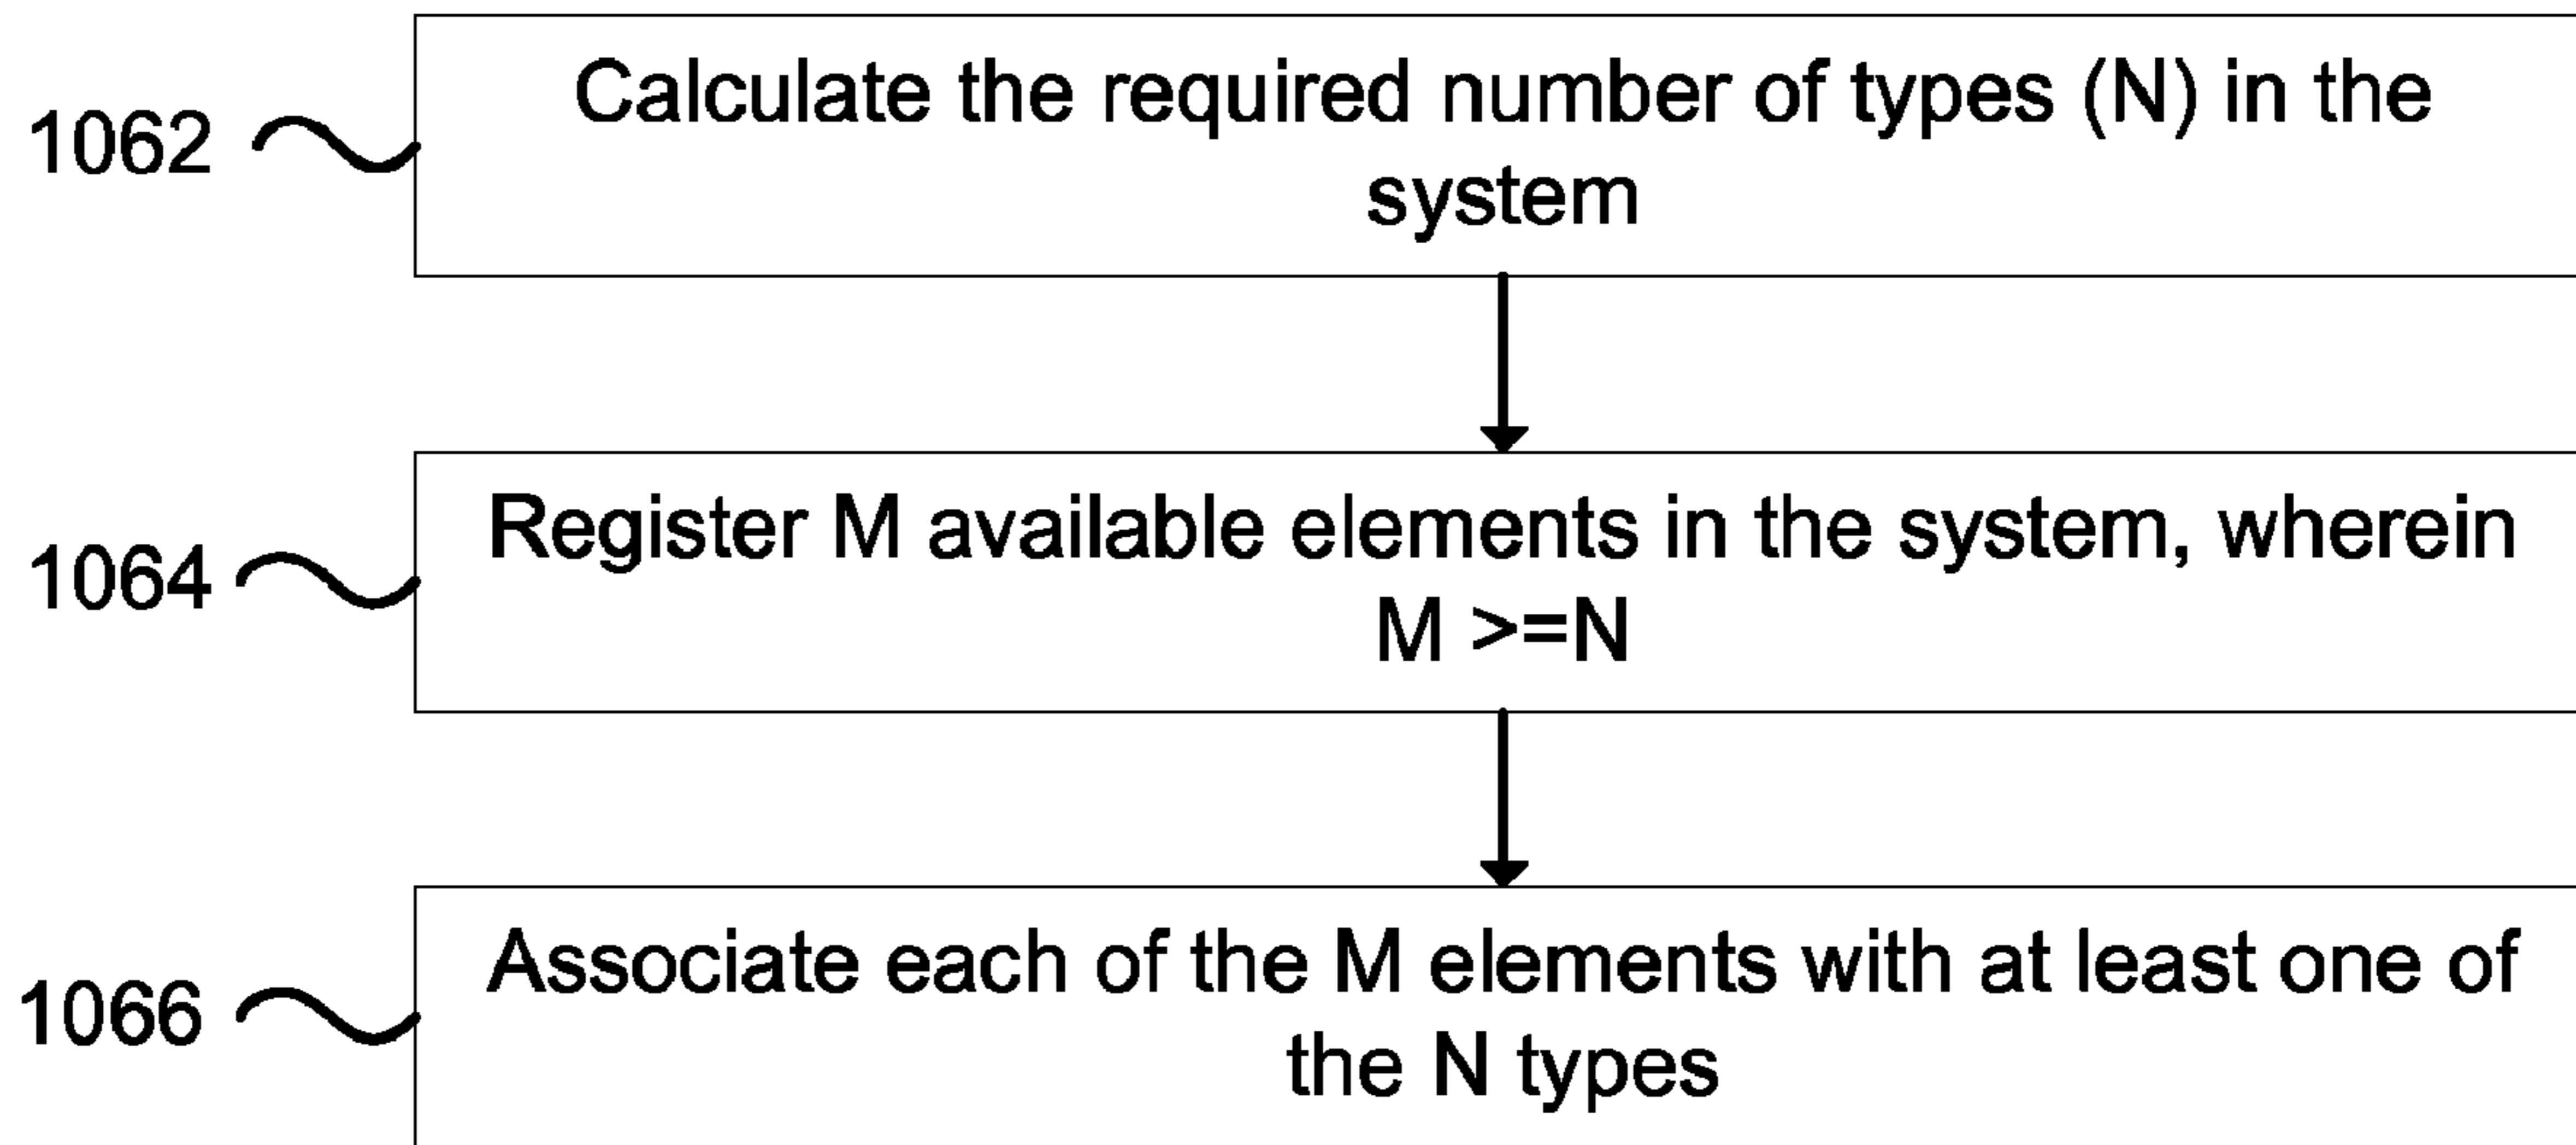 Calculate the required number of types (N) in the
1062
system
Register M available elements in the system, wherein
1064
M >=N
Associate each of the M elements with at least one of
1066
the N types